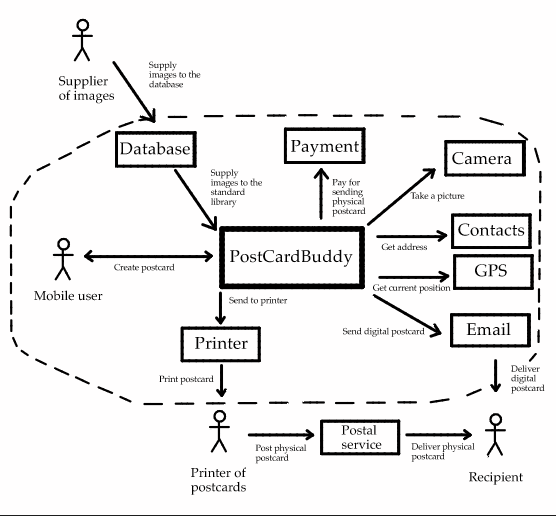 Supply
images to the
database
Supplier
of images
Database
Payment
Camera
Supply
images to the
standard
library
Pay for
sending
physical
postcard
Take a picture
Contacts
Get address
PostCardBuddy
GPS
Create postcard
Mobile user
Get current position
Send to printer
Email
Send digital postcard
Printer
Print postcard
Deliver
digital
postcard
Postal
service
Post physical
postcard
Deliver physical
postcard
Printer of
postcards
Recipient